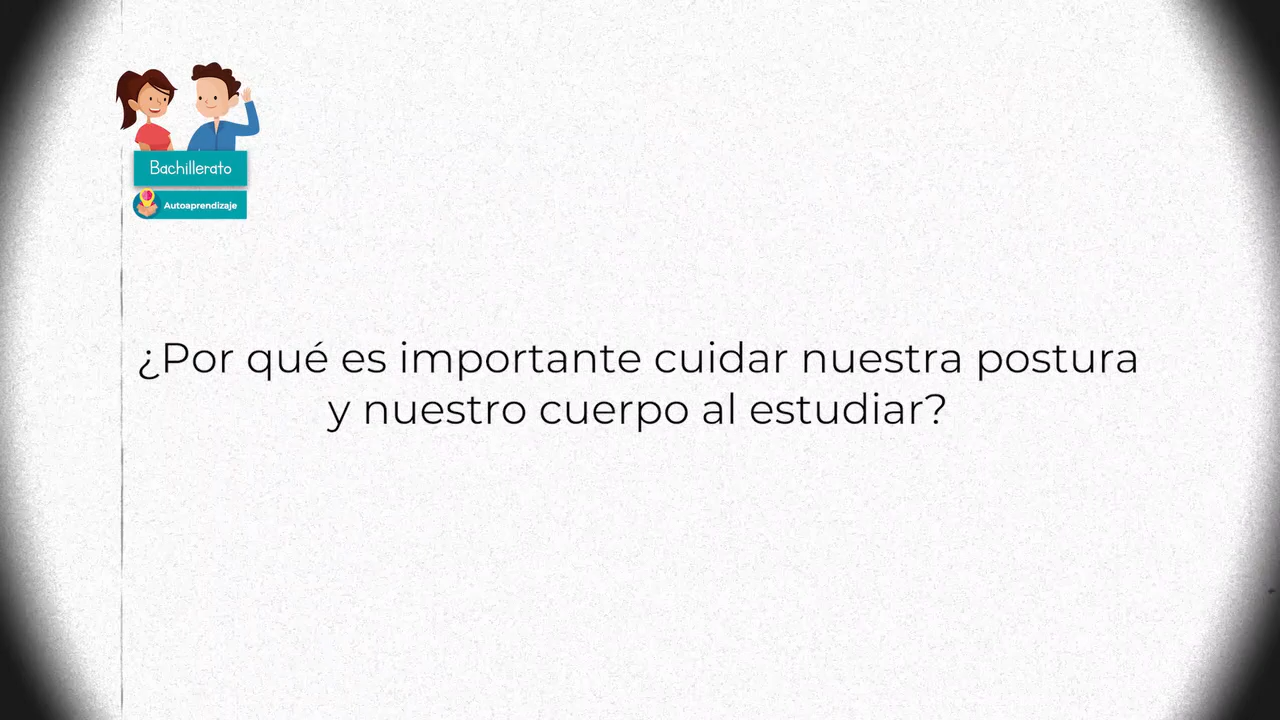 Bachillerato
Autoaprendizaje
¿Por qué es importante cuidar nuestra postura
y nuestro cuerpo al estudiar?